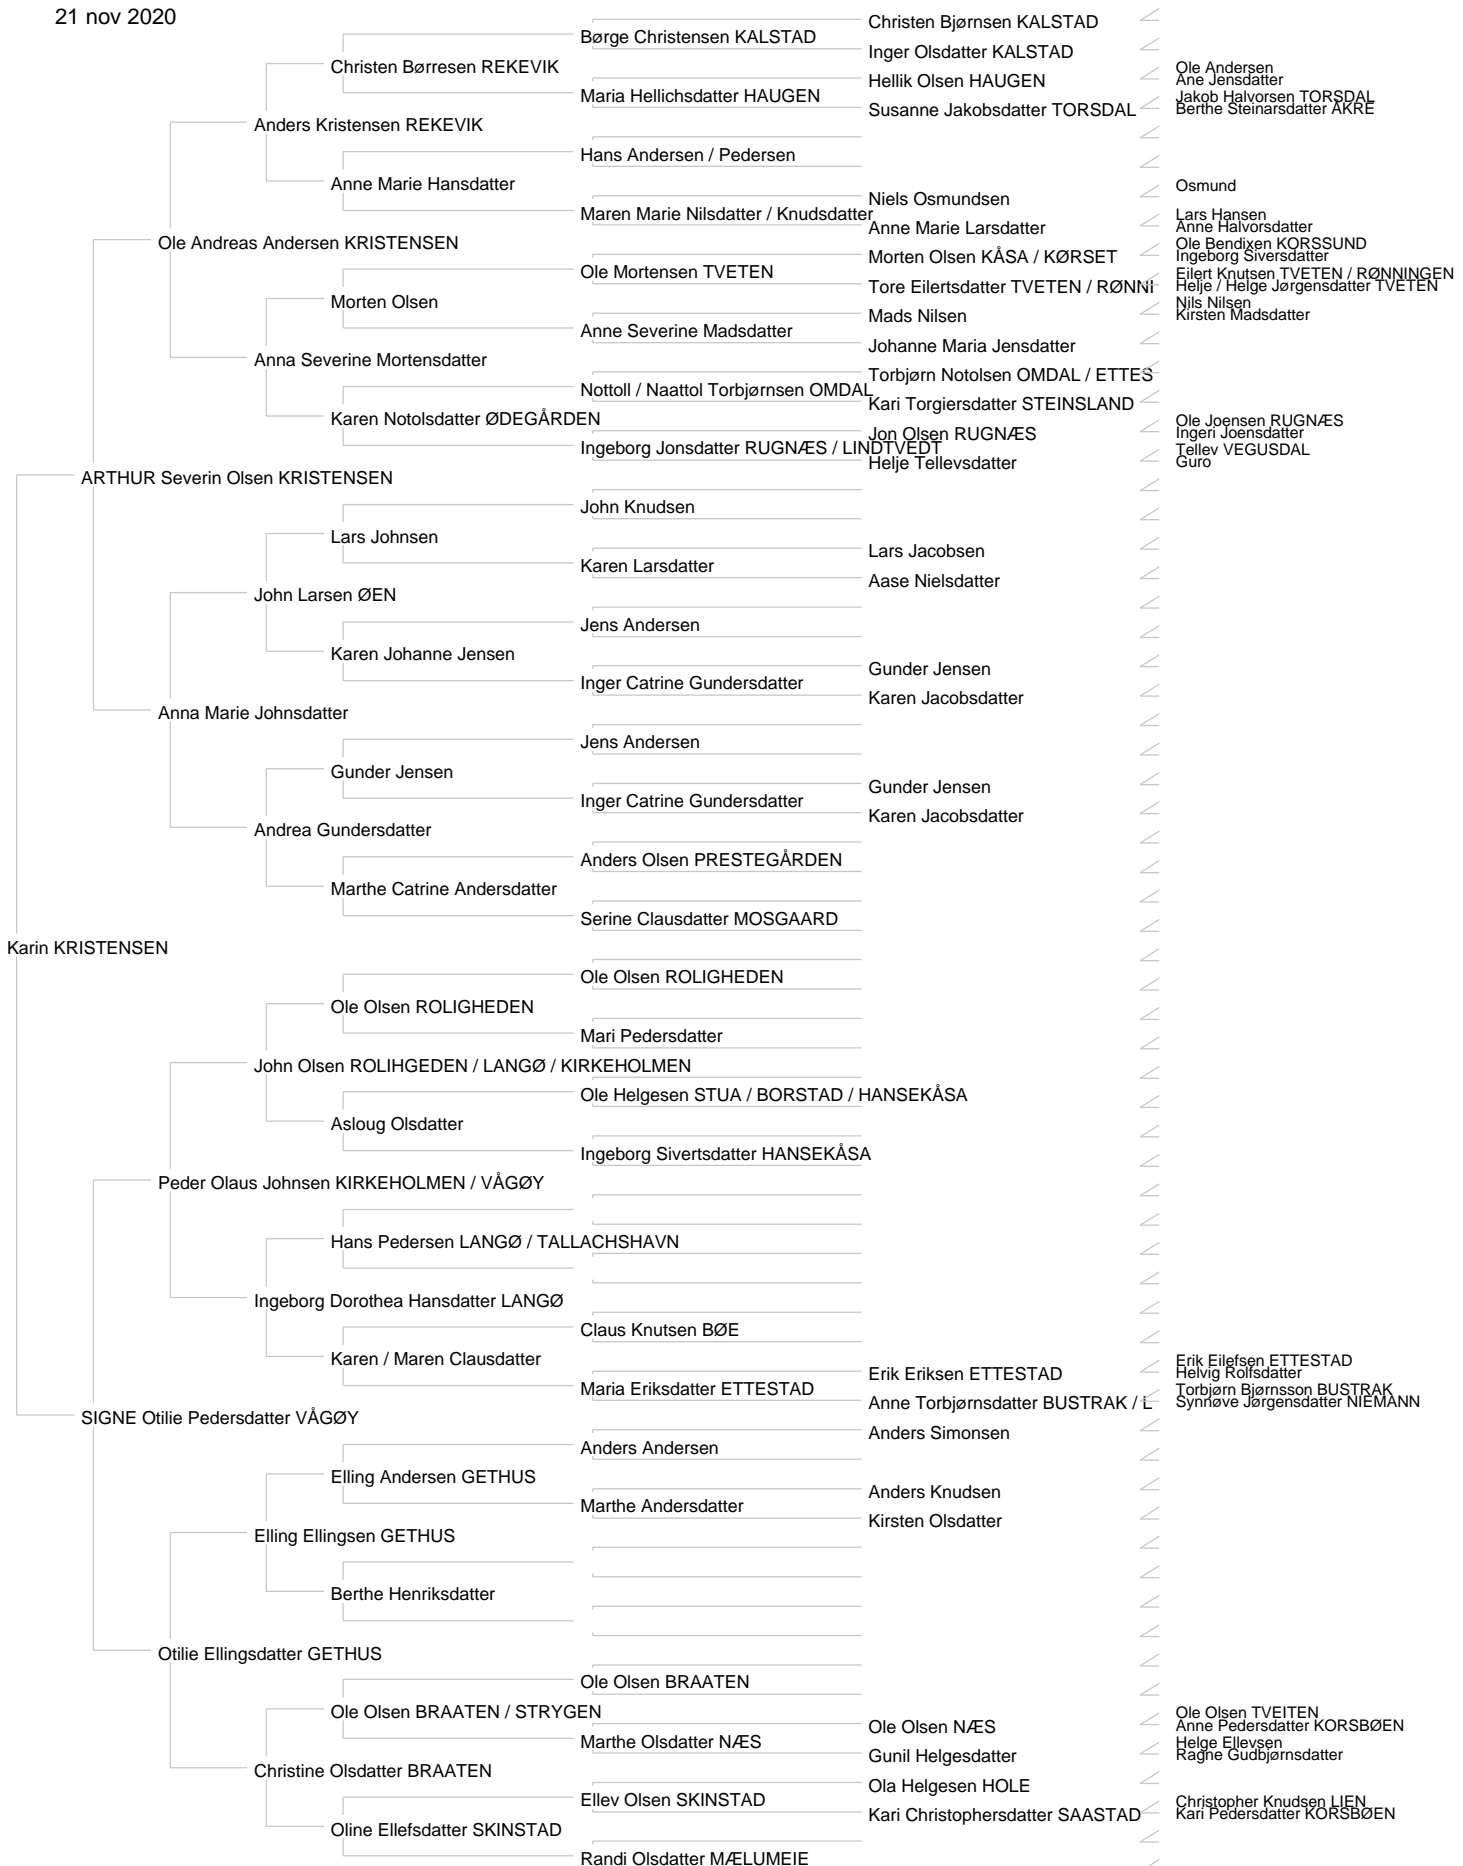 21 nov 2020
Christen Bjørnsen KALSTAD
Børge Christensen KALSTAD
Inger Olsdatter KALSTAD
Christen Børresen REKEVIK
Ole Andersen
Hellik Olsen HAUGEN
Ane Jensdatter
Maria Hellichsdatter HAUGEN
Jakob Halvorsen TORSDAL
Susanne Jakobsdatter TORSDAL
Berthe Steinarsdatter ÅKRE
Anders Kristensen REKEVIK
Hans Andersen / Pedersen
Anne Marie Hansdatter
Osmund
Niels Osmundsen
Maren Marie Nilsdatter / Knudsdatter
Lars Hansen
Anne Marie Larsdatter
Anne Halvorsdatter
Ole Andreas Andersen KRISTENSEN
Ole Bendixen KORSSUND
Morten Olsen KÅSA / KØRSET
Ingeborg Siversdatter
Ole Mortensen TVETEN
Eilert Knutsen TVETEN / RØNNINGEN
Tore Eilertsdatter TVETEN / RØNNI
Helje / Helge Jørgensdatter TVETEN
Morten Olsen
Nils Nilsen
Mads Nilsen
Kirsten Madsdatter
Anne Severine Madsdatter
Johanne Maria Jensdatter
Anna Severine Mortensdatter
Torbjørn Notolsen OMDAL / ETTES
Nottoll / Naattol Torbjørnsen OMDAL
Kari Torgiersdatter STEINSLAND
Karen Notolsdatter ØDEGÅRDEN
Ole Joensen RUGNÆS
Jon Olsen RUGNÆS
Ingeri Joensdatter
Ingeborg Jonsdatter RUGNÆS / LINDTVEDT
Tellev VEGUSDAL
Helje Tellevsdatter
Guro
ARTHUR Severin Olsen KRISTENSEN
John Knudsen
Lars Johnsen
Lars Jacobsen
Karen Larsdatter
Aase Nielsdatter
John Larsen ØEN
Jens Andersen
Karen Johanne Jensen
Gunder Jensen
Inger Catrine Gundersdatter
Karen Jacobsdatter
Anna Marie Johnsdatter
Jens Andersen
Gunder Jensen
Gunder Jensen
Inger Catrine Gundersdatter
Karen Jacobsdatter
Andrea Gundersdatter
Anders Olsen PRESTEGÅRDEN
Marthe Catrine Andersdatter
Serine Clausdatter MOSGAARD
Karin KRISTENSEN
Ole Olsen ROLIGHEDEN
Ole Olsen ROLIGHEDEN
Mari Pedersdatter
John Olsen ROLIHGEDEN / LANGØ / KIRKEHOLMEN
Ole Helgesen STUA / BORSTAD / HANSEKÅSA
Asloug Olsdatter
Ingeborg Sivertsdatter HANSEKÅSA
Peder Olaus Johnsen KIRKEHOLMEN / VÅGØY
Hans Pedersen LANGØ / TALLACHSHAVN
Ingeborg Dorothea Hansdatter LANGØ
Claus Knutsen BØE
Karen / Maren Clausdatter
Erik Eilefsen ETTESTAD
Erik Eriksen ETTESTAD
Helvig Rolfsdatter
Maria Eriksdatter ETTESTAD
Torbjørn Bjørnsson BUSTRAK
Anne Torbjørnsdatter BUSTRAK / L
Synnøve Jørgensdatter NIEMANN
SIGNE Otilie Pedersdatter VÅGØY
Anders Simonsen
Anders Andersen
Elling Andersen GETHUS
Anders Knudsen
Marthe Andersdatter
Kirsten Olsdatter
Elling Ellingsen GETHUS
Berthe Henriksdatter
Otilie Ellingsdatter GETHUS
Ole Olsen BRAATEN
Ole Olsen BRAATEN / STRYGEN
Ole Olsen TVEITEN
Ole Olsen NÆS
Anne Pedersdatter KORSBØEN
Marthe Olsdatter NÆS
Helge Ellevsen
Gunil Helgesdatter
Ragne Gudbjørnsdatter
Christine Olsdatter BRAATEN
Ola Helgesen HOLE
Ellev Olsen SKINSTAD
Christopher Knudsen LIEN
Kari Christophersdatter SAASTAD
Kari Pedersdatter KORSBØEN
Oline Ellefsdatter SKINSTAD
Randi Olsdatter MÆLUMEIE